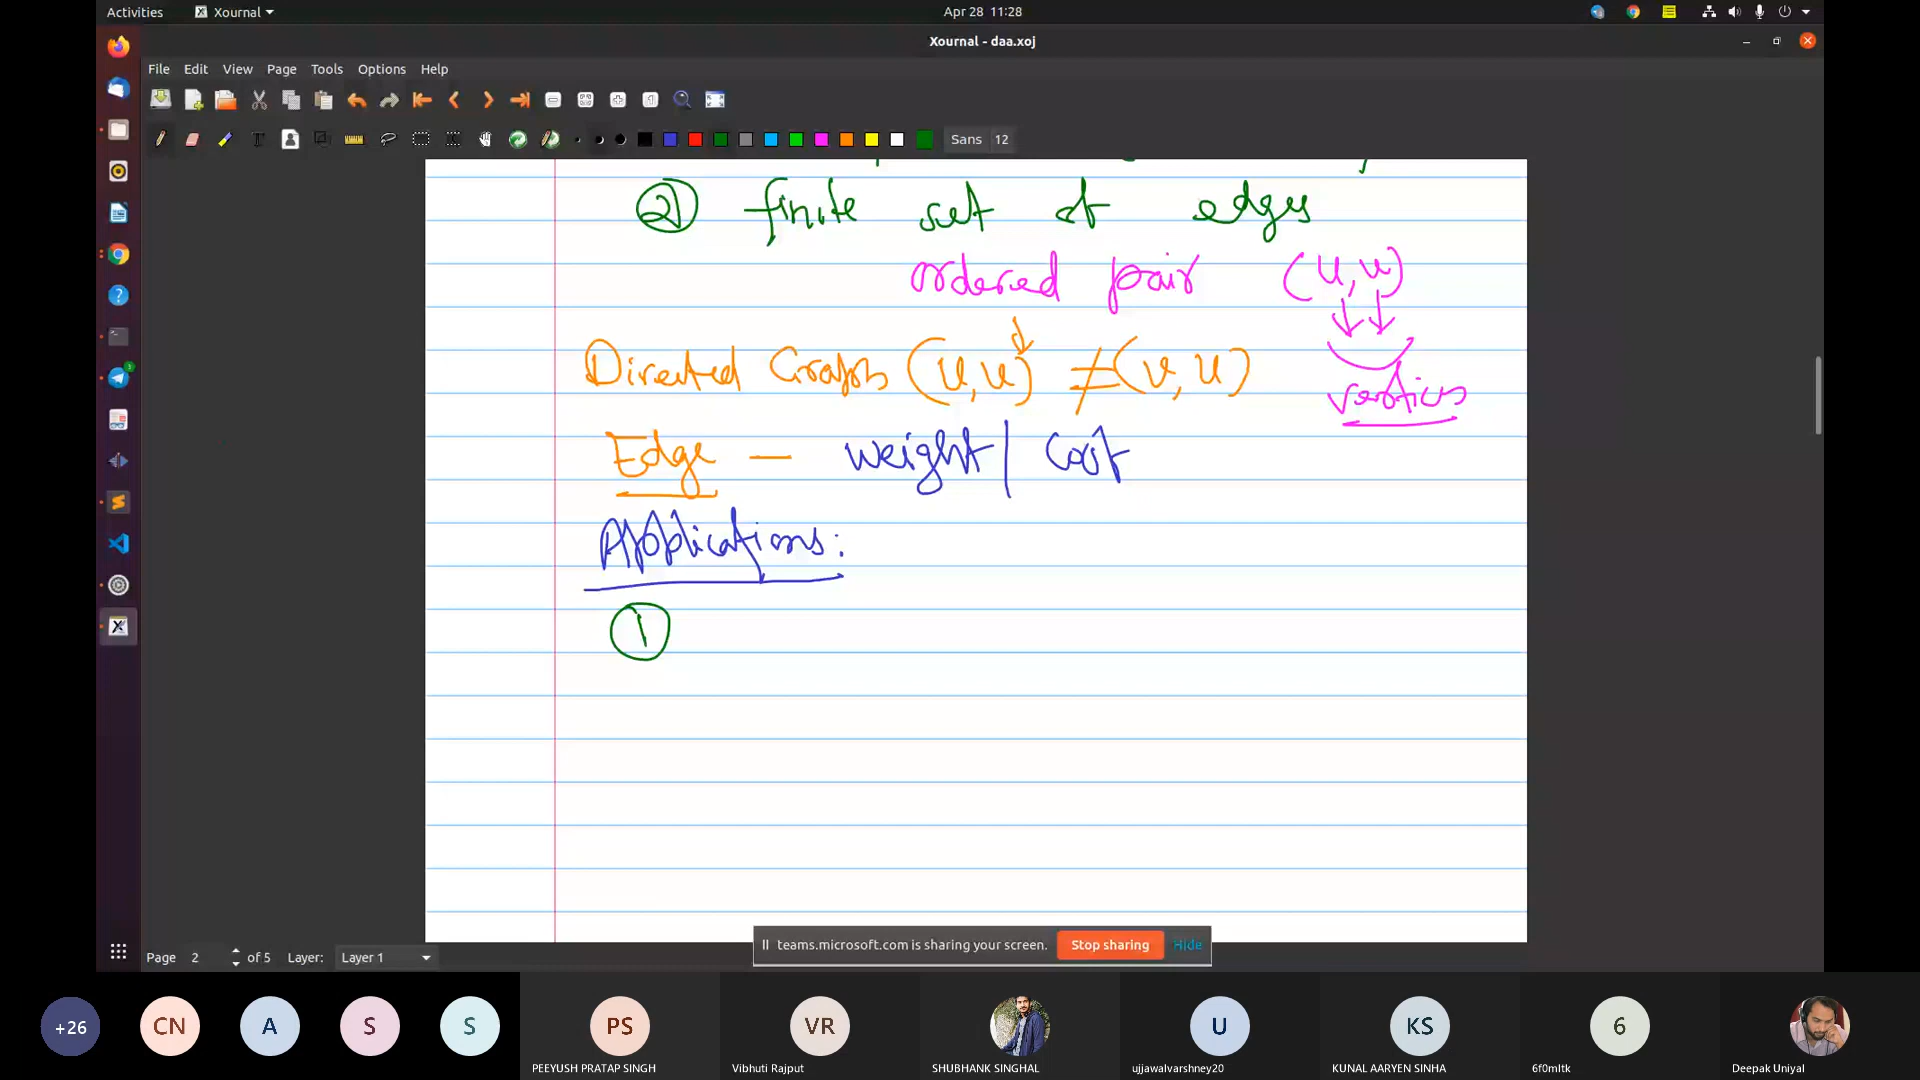 Activities Xournal Apr 28 11:28
Xournal - daa.xoj
File Edit View Page Tools Options Help
Sans 12
② finite set of edges
ordered pair (u,v)
vertices
Directed Graph (u,v) ≠ (v,u)
Edge — weight | Cost
Applications:
①
Page 2 of 5 Layer: Layer 1
teams.microsoft.com is sharing your screen. Stop sharing Hide
+26 CN A S S PS VR U KS 6
PEEYUSH PRATAP SINGH Vibhuti Rajput SHUBHANK SINGHAL ujjawalvarshney20 KUNAL AARYEN SINHA 6f0mltk Deepak Uniyal